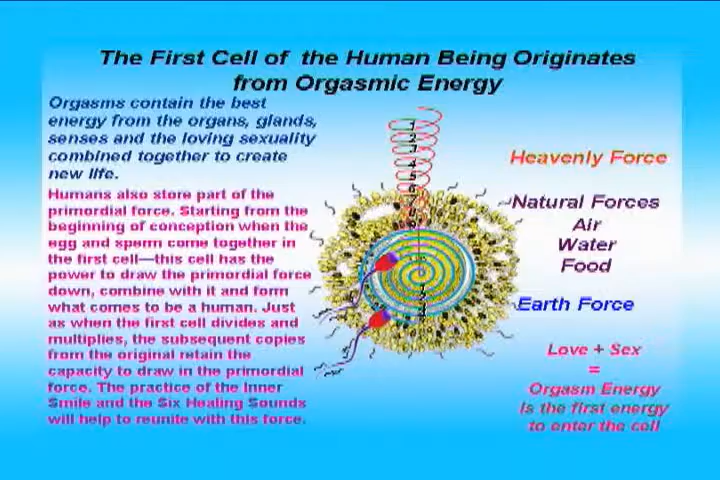 The First Cell of the Human Being Originates
from Orgasmic Energy
Orgasms contain the best
energy from the organs, glands,
senses and the loving sexuality
combined together to create
new life.
Humans also store part of the
primordial force. Starting from the
beginning of conception when the
egg and sperm come together in
the first cell—this cell has the
power to draw the primordial force
down, combine with it and form
what comes to be a human. Just
as when the first cell divides and
multiplies, the subsequent copies
from the original retain the
capacity to draw in the primordial
force. The practice of the Inner
Smile and the Six Healing Sounds
will help to reunite with this force.
Heavenly Force
Natural Forces
Air
Water
Food
Earth Force
Love + Sex
=
Orgasm Energy
Is the first energy
to enter the cell